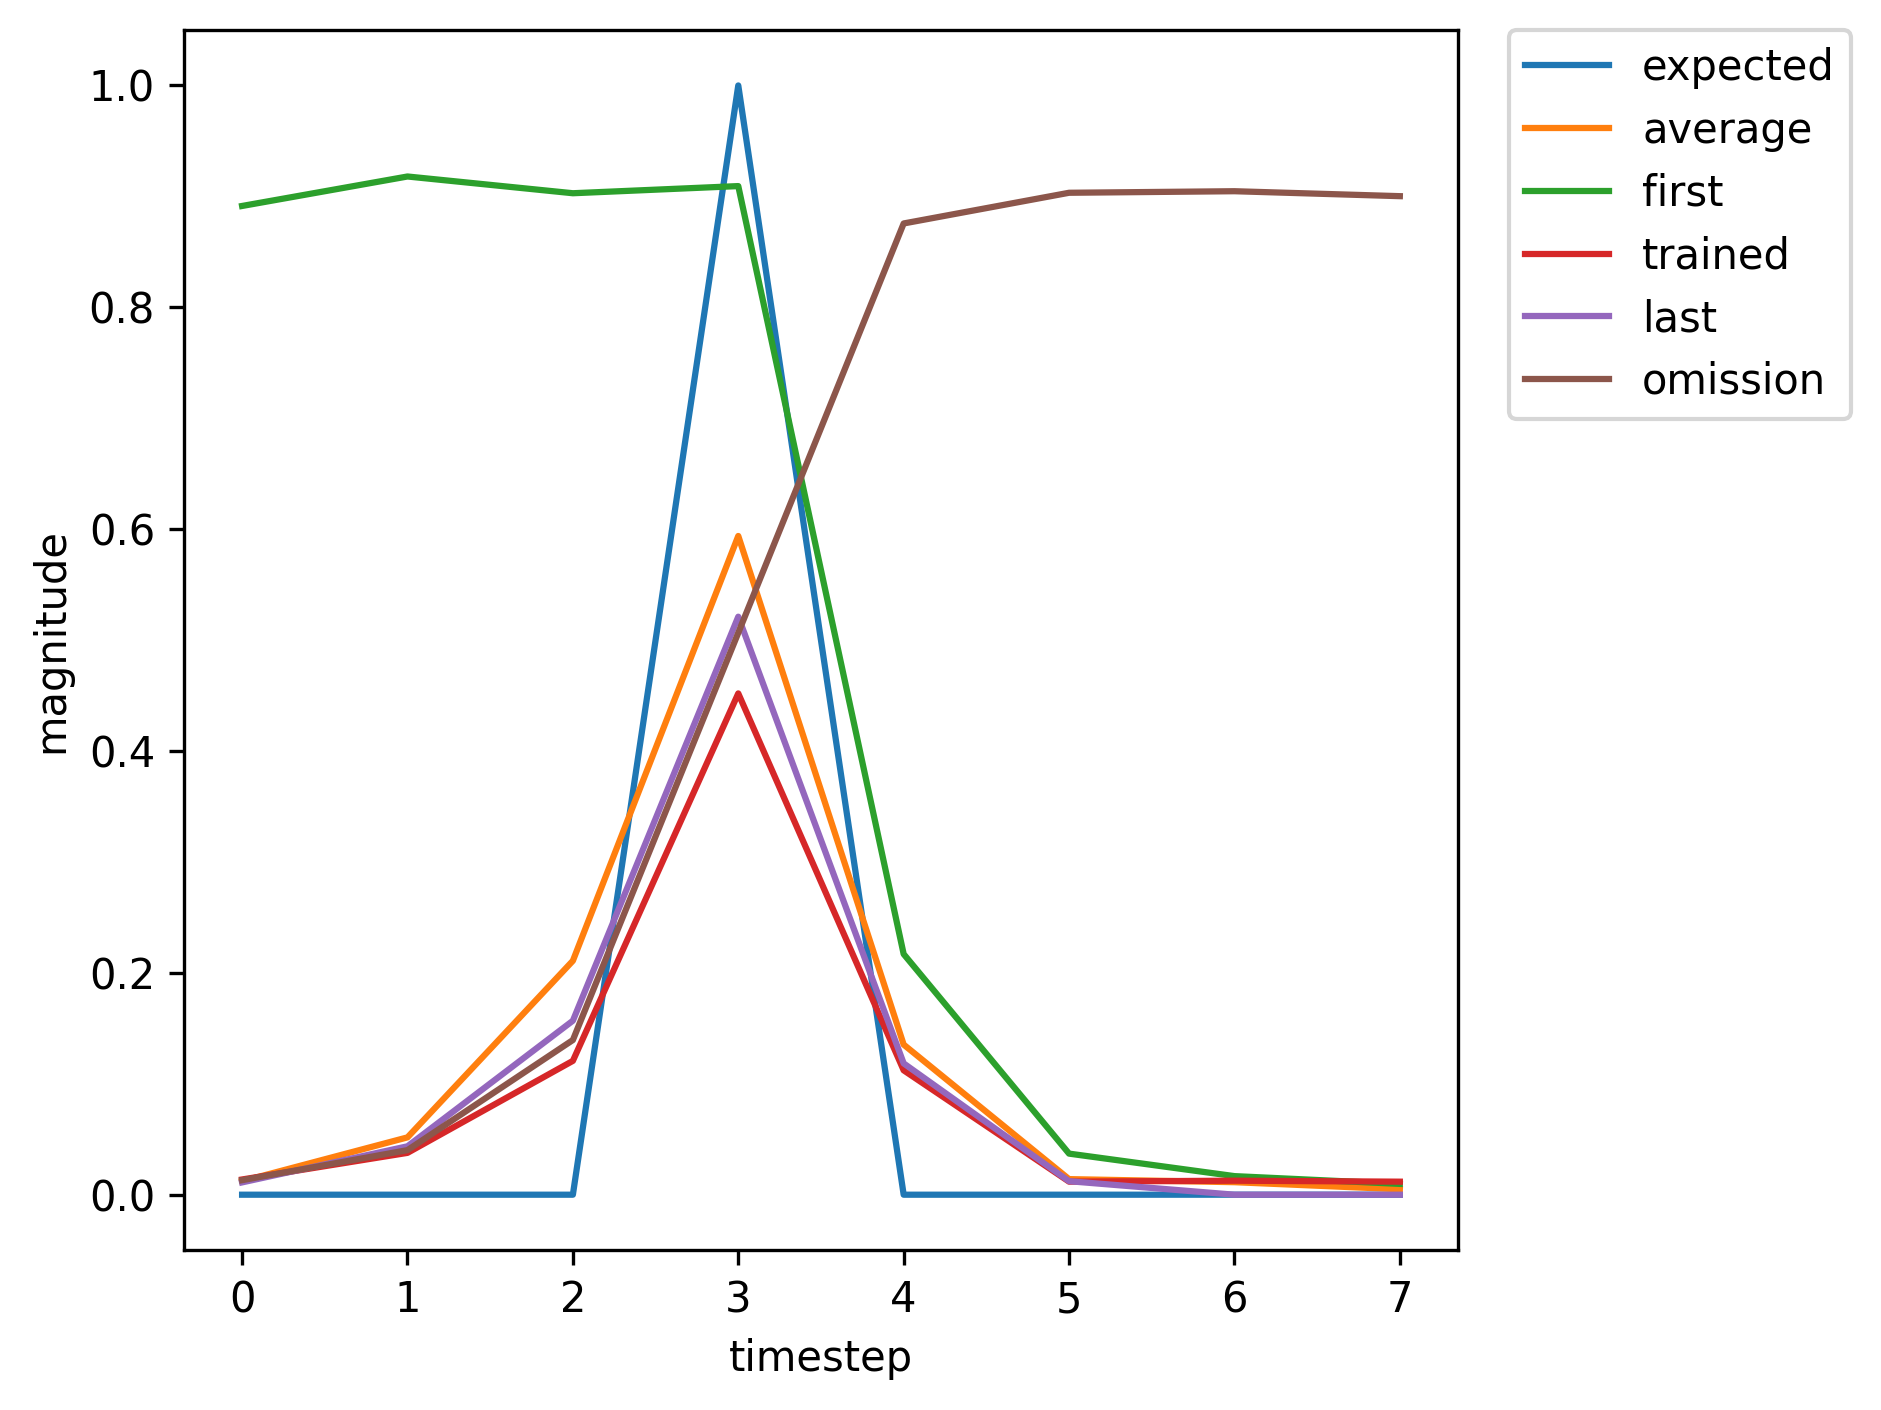 1.0
0.8
0.6
0.4
0.2
0.0
magnitude
0 1 2 3 4 5 6 7
timestep
expected
average
first
trained
last
omission